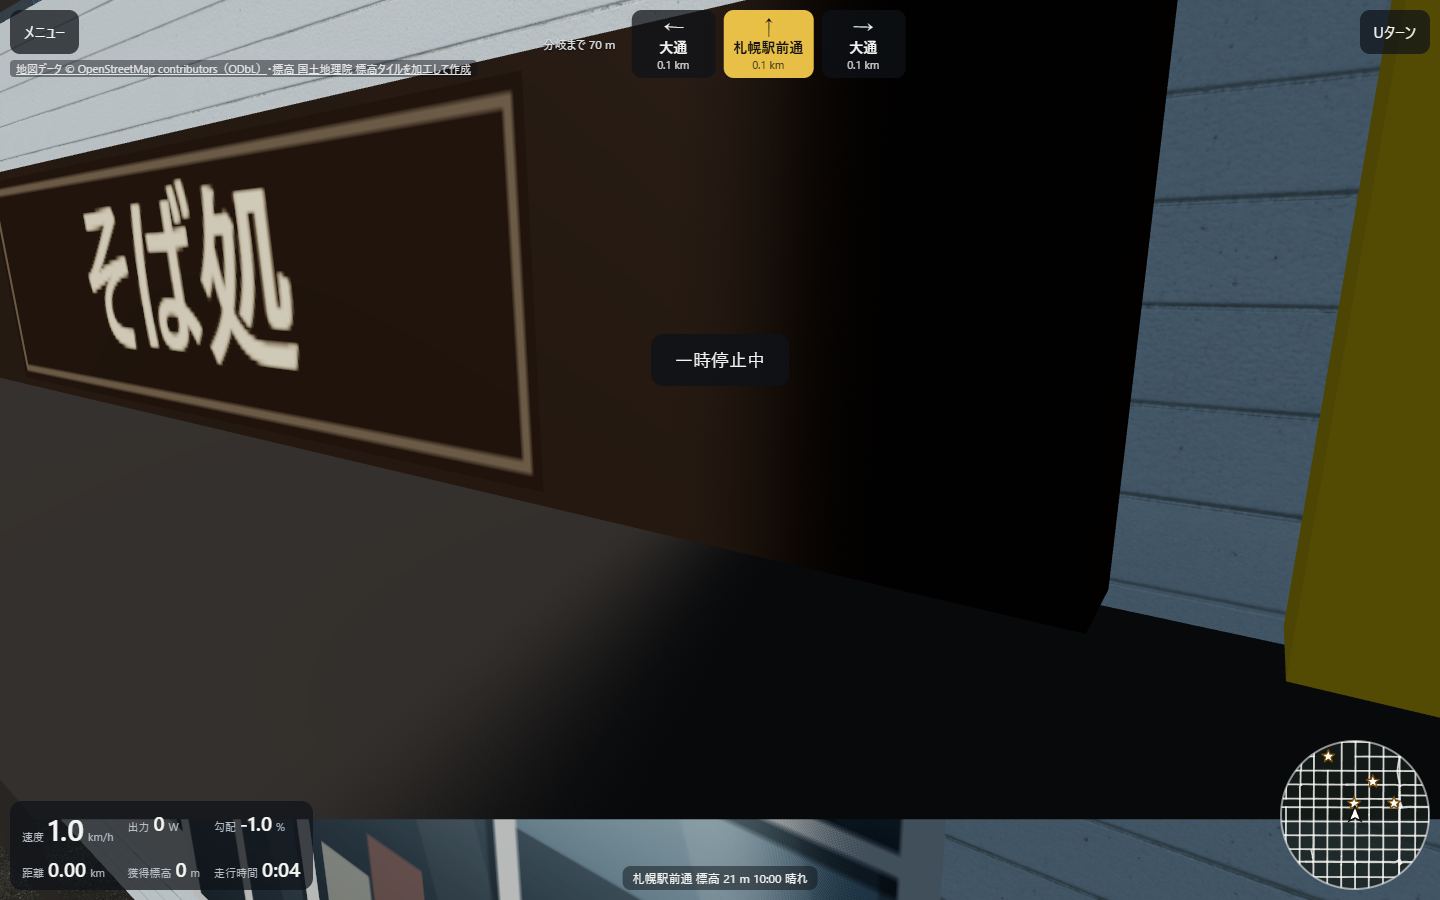 メニュー
地図データ © OpenStreetMap contributors（ODbL）・標高 国土地理院 標高タイルを加工して作成
分岐まで 70 m
←
大通
0.1 km
↑
札幌駅前通
0.1 km
→
大通
0.1 km
Uターン
そば処
一時停止中
速度 1.0 km/h 出力 0 W 勾配 -1.0 %
距離 0.00 km 獲得標高 0 m 走行時間 0:04
札幌駅前通 標高 21 m 10:00 晴れ